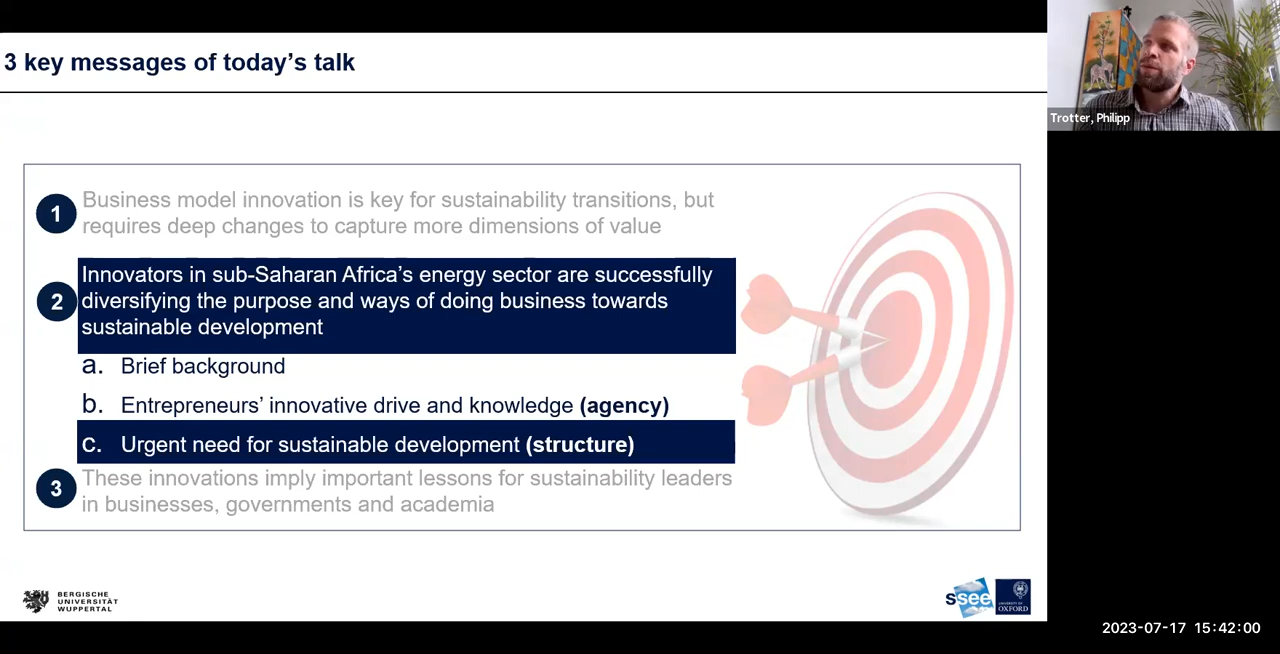 3 key messages of today's talk
Trotter, Philipp
1
Business model innovation is key for sustainability transitions, but
requires deep changes to capture more dimensions of value
2
Innovators in sub-Saharan Africa's energy sector are successfully
diversifying the purpose and ways of doing business towards
sustainable development
a. Brief background
b. Entrepreneurs' innovative drive and knowledge (agency)
c. Urgent need for sustainable development (structure)
3
These innovations imply important lessons for sustainability leaders
in businesses, governments and academia
BERGISCHE
UNIVERSITÄT
WUPPERTAL
ssee
UNIVERSITY OF
OXFORD
2023-07-17 15:42:00